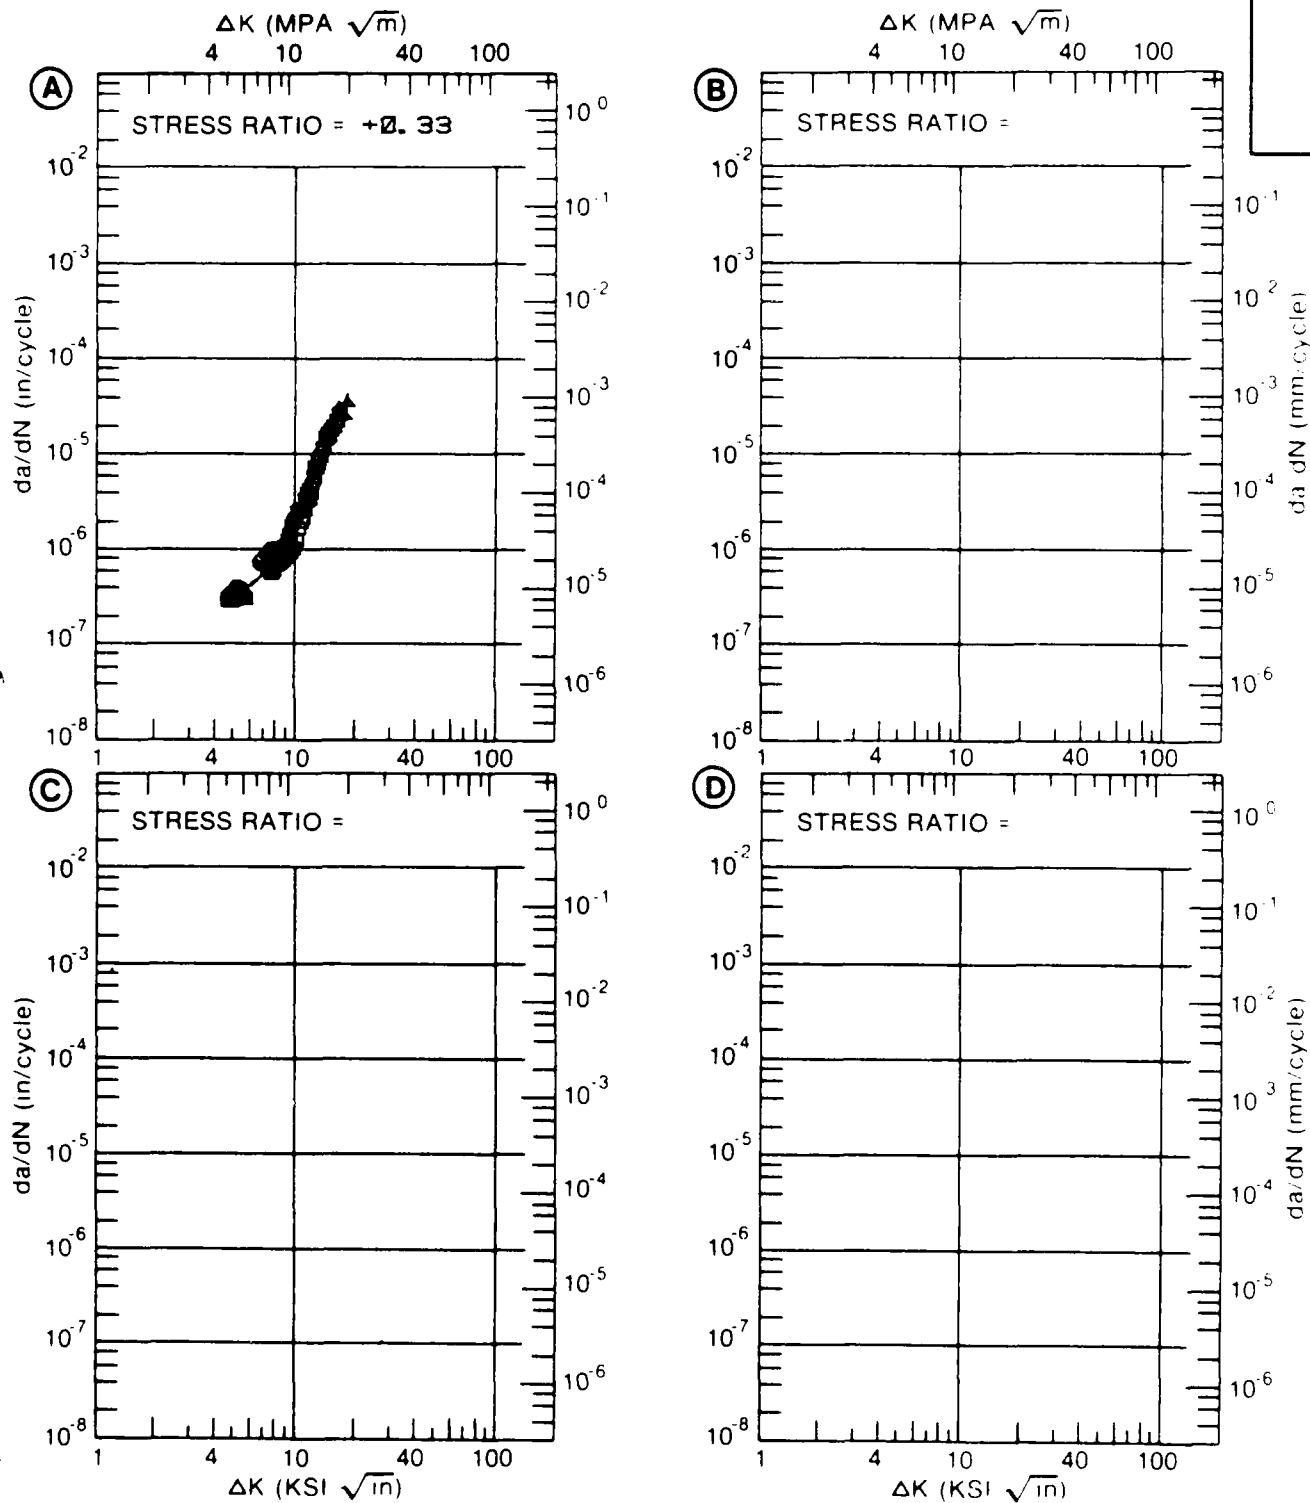 ΔK (MPA √m)
4 10 40 100
A
STRESS RATIO = +0.33
10^0
10^-2
10^-1
10^-3
10^-2
10^-4
10^-3
10^-5
10^-4
10^-6
10^-5
10^-7
10^-6
10^-8
1 4 10 40 100
da/dN (in/cycle)
ΔK (MPA √m)
4 10 40 100
B
STRESS RATIO =
10^-2
10^-1
10^-3
10^-2
10^-4
10^-3
10^-5
10^-4
10^-6
10^-5
10^-7
10^-6
10^-8
1 4 10 40 100
da dN (mm/cycle)
C
STRESS RATIO =
10^0
10^-2
10^-1
10^-3
10^-2
10^-4
10^-3
10^-5
10^-4
10^-6
10^-5
10^-7
10^-6
10^-8
1 4 10 40 100
da/dN (in/cycle)
ΔK (KSI √in)
D
STRESS RATIO =
10^0
10^-2
10^-1
10^-3
10^-2
10^-4
10^-3
10^-5
10^-4
10^-6
10^-5
10^-7
10^-6
10^-8
1 4 10 40 100
da/dN (mm/cycle)
ΔK (KSI √in)